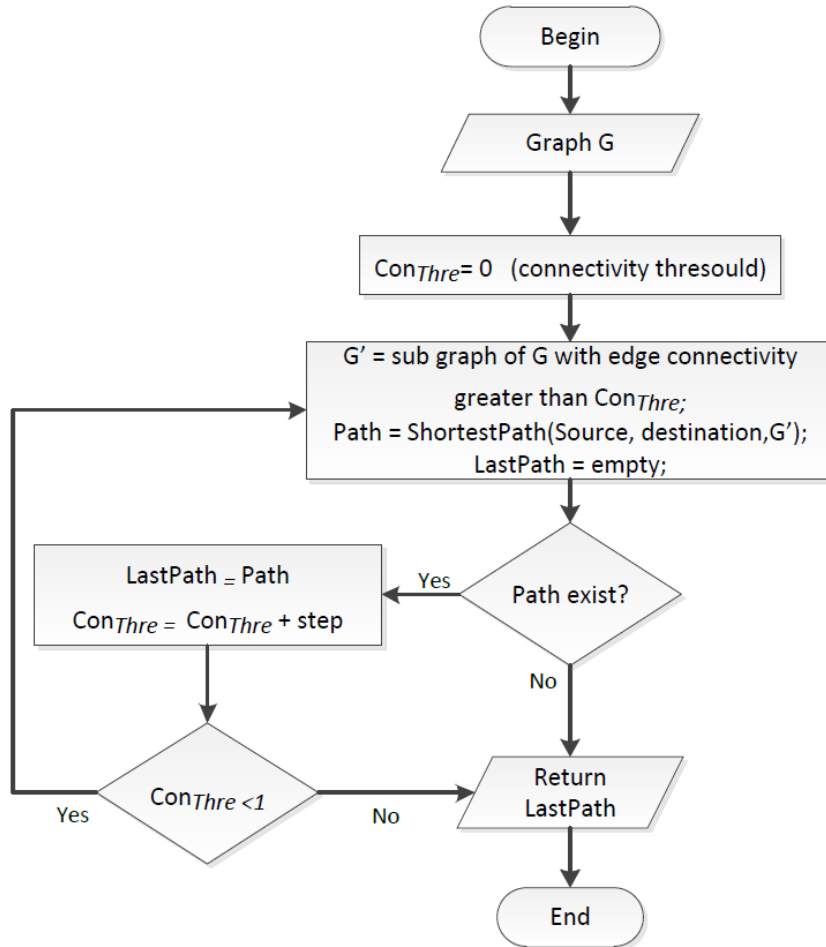 Begin
Graph G
ConThre= 0 (connectivity thresould)
G’ = sub graph of G with edge connectivity
greater than ConThre;
Path = ShortestPath(Source, destination,G’);
LastPath = empty;
Path exist?
Yes
No
LastPath = Path
ConThre = ConThre + step
ConThre <1
Yes
No
Return
LastPath
End